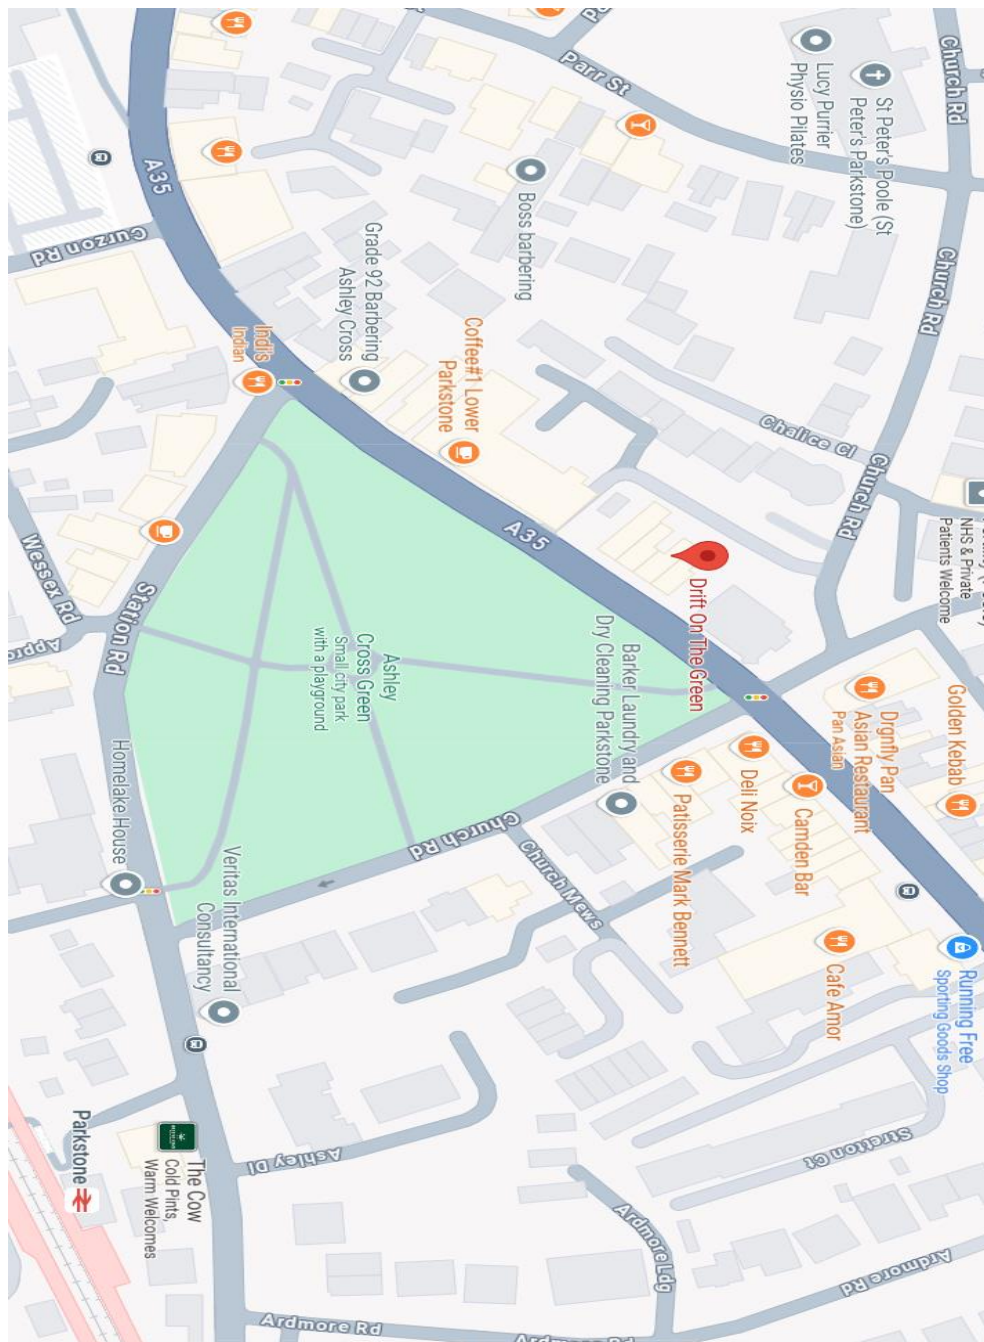 NHS & Private
Patients Welcome
Church Rd
Golden Kebab
Running Free
Sporting Goods Shop
Church Rd
St Peter's Poole (St
Peter's Parkstone)
Church Rd
Church Rd
Drgnfly Pan
Asian Restaurant
Pan Asian
Ardmore Rd
Lucy Purrier
Physio Pilates
Chalice Cl
Camden Bar
Cafe Amor
Stretton Ct
Deli Noix
Drift On The Green
Patisserie Mark Bennett
Parr St
Barker Laundry and
Dry Cleaning Parkstone
Church Mews
Ardmore Ldg
Boss barbering
A35
Church Rd
Coffee#1 Lower
Parkstone
Grade 92 Barbering
Ashley Cross
Ashley
Cross Green
Small city park
with a playground
Ashley Dl
Ardmore Rd
Indi's
Indian
Veritas International
Consultancy
The Cow
Cold Pints,
Warm Welcomes
A35
Station Rd
Homelake House
Curzon Rd
Wessex Rd
Parkstone